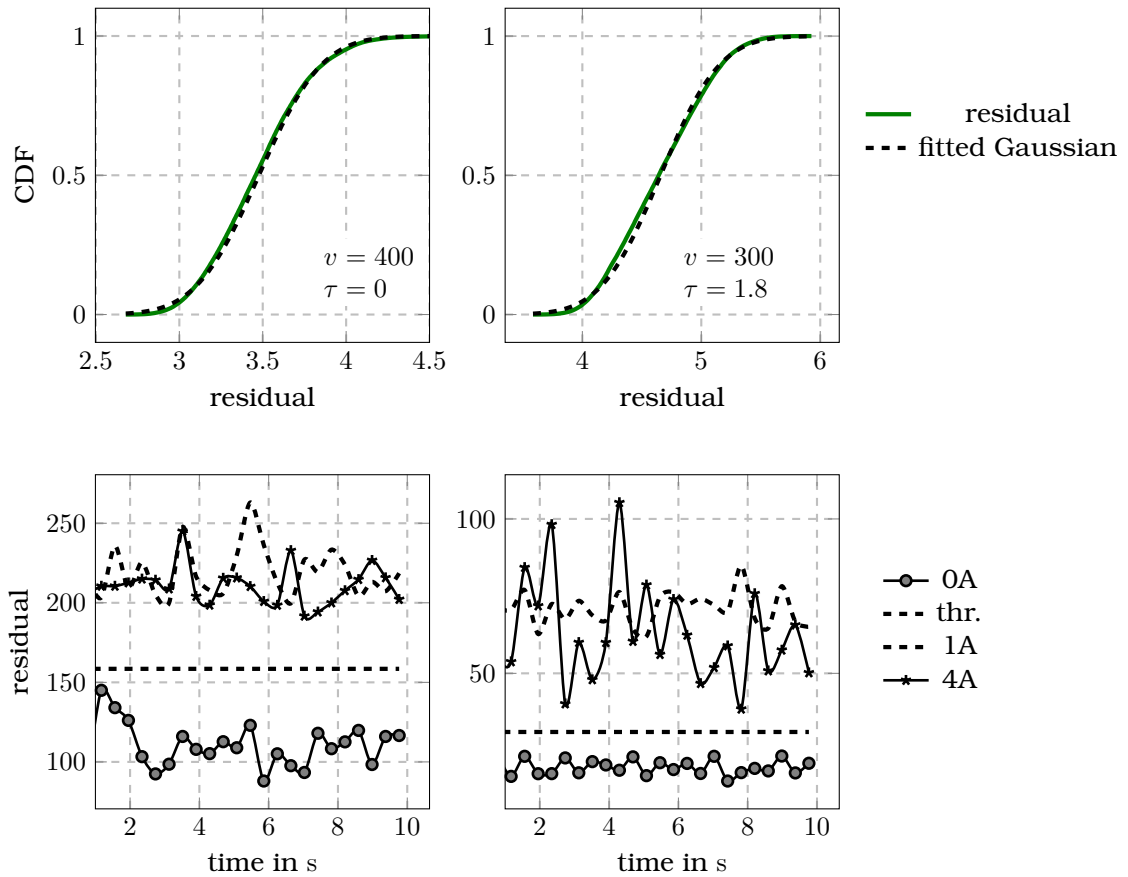 1
0.5
0
CDF
2.5 3 3.5 4 4.5
residual
v = 400
τ = 0
1
0.5
0
4 5 6
residual
v = 300
τ = 1.8
residual
fitted Gaussian
250
200
150
100
residual
2 4 6 8 10
time in s
100
50
2 4 6 8 10
time in s
0A
thr.
1A
4A